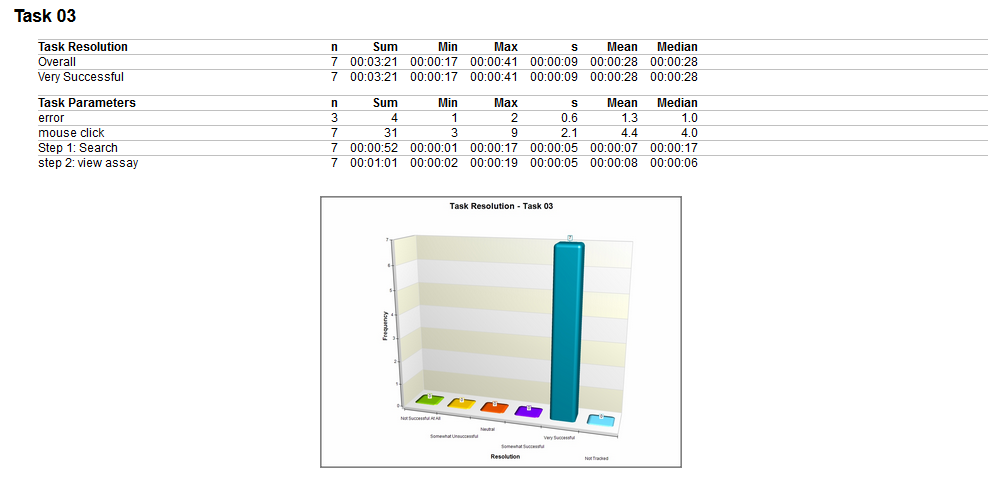 Task 03
Task Resolution n Sum Min Max s Mean Median
Overall 7 00:03:21 00:00:17 00:00:41 00:00:09 00:00:28 00:00:28
Very Successful 7 00:03:21 00:00:17 00:00:41 00:00:09 00:00:28 00:00:28
Task Parameters n Sum Min Max s Mean Median
error 3 4 1 2 0.6 1.3 1.0
mouse click 7 31 3 9 2.1 4.4 4.0
Step 1: Search 7 00:00:52 00:00:01 00:00:17 00:00:05 00:00:07 00:00:17
step 2: view assay 7 00:01:01 00:00:02 00:00:19 00:00:05 00:00:08 00:00:06
Task Resolution - Task 03
7
6
5
4
3
2
1
0
Frequency
Not Successful At All
Somewhat Unsuccessful
Neutral
Somewhat Successful
Very Successful
Not Tracked
Resolution